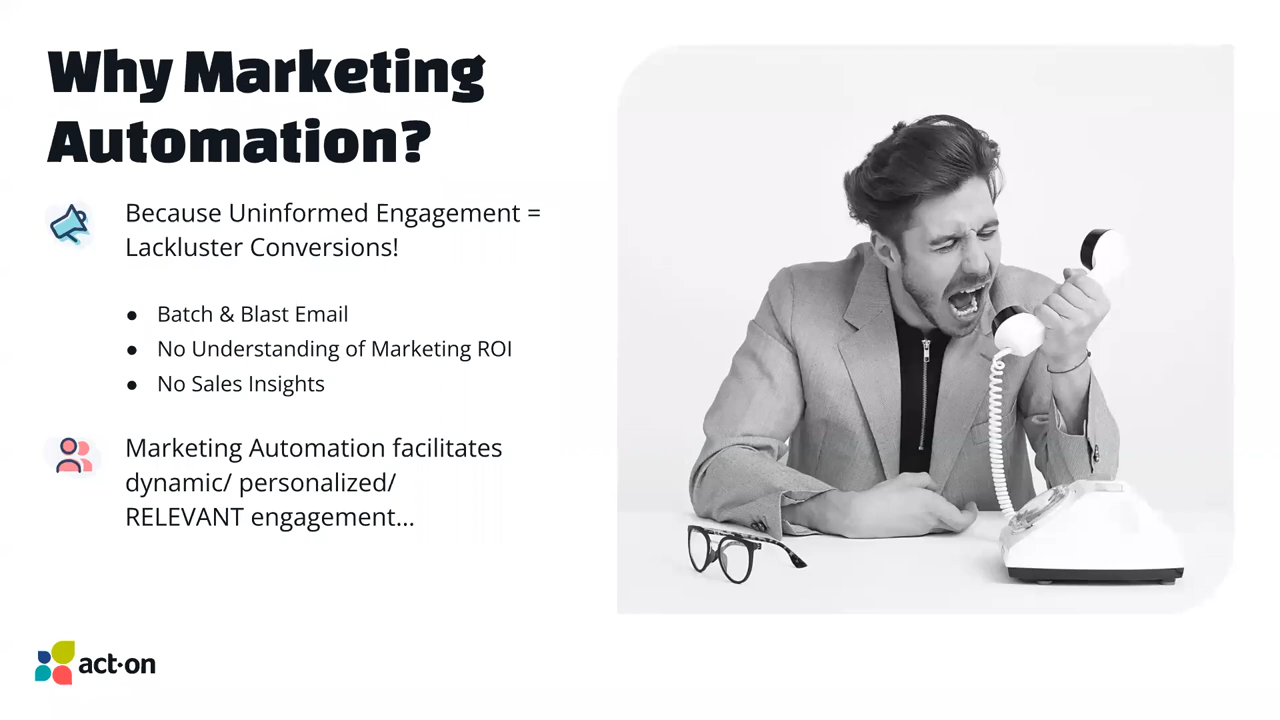 Why Marketing
Automation?
Because Uninformed Engagement =
Lackluster Conversions!
● Batch & Blast Email
● No Understanding of Marketing ROI
● No Sales Insights
Marketing Automation facilitates
dynamic/ personalized/
RELEVANT engagement...
act-on